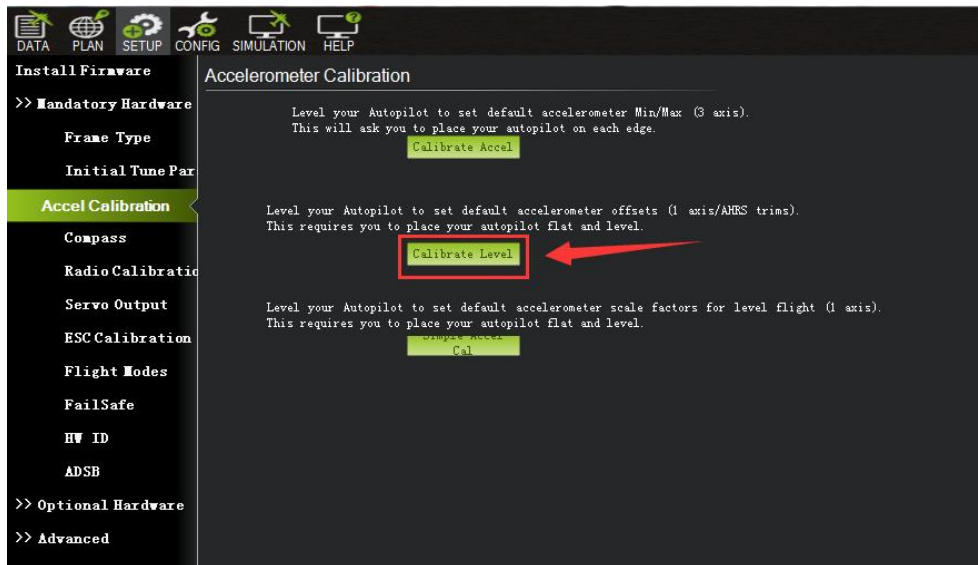 DATA PLAN SETUP CONFIG SIMULATION HELP
Install Firmware
>> Mandatory Hardware
Frame Type
Initial Tune Par
Accel Calibration
Compass
Radio Calibratio
Servo Output
ESC Calibration
Flight Modes
FailSafe
HW ID
ADSB
>> Optional Hardware
>> Advanced
Accelerometer Calibration
Level your Autopilot to set default accelerometer Min/Max (3 axis).
This will ask you to place your autopilot on each edge.
Calibrate Accel
Level your Autopilot to set default accelerometer offsets (1 axis/AHRS trims).
This requires you to place your autopilot flat and level.
Calibrate Level
Level your Autopilot to set default accelerometer scale factors for level flight (1 axis).
This requires you to place your autopilot flat and level.
Simple Accel
Cal